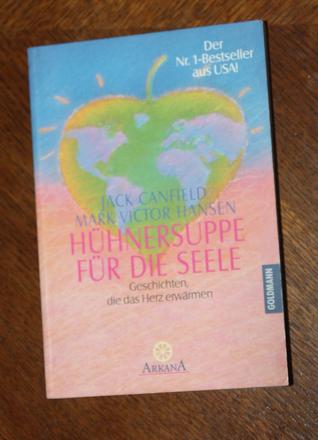 Der
Nr. 1-Bestseller
aus USA!
JACK CANFIELD
MARK VICTOR HANSEN
HÜHNERSUPPE
FÜR DIE SEELE
Geschichten,
die das Herz erwärmen
GOLDMANN
ARKANA